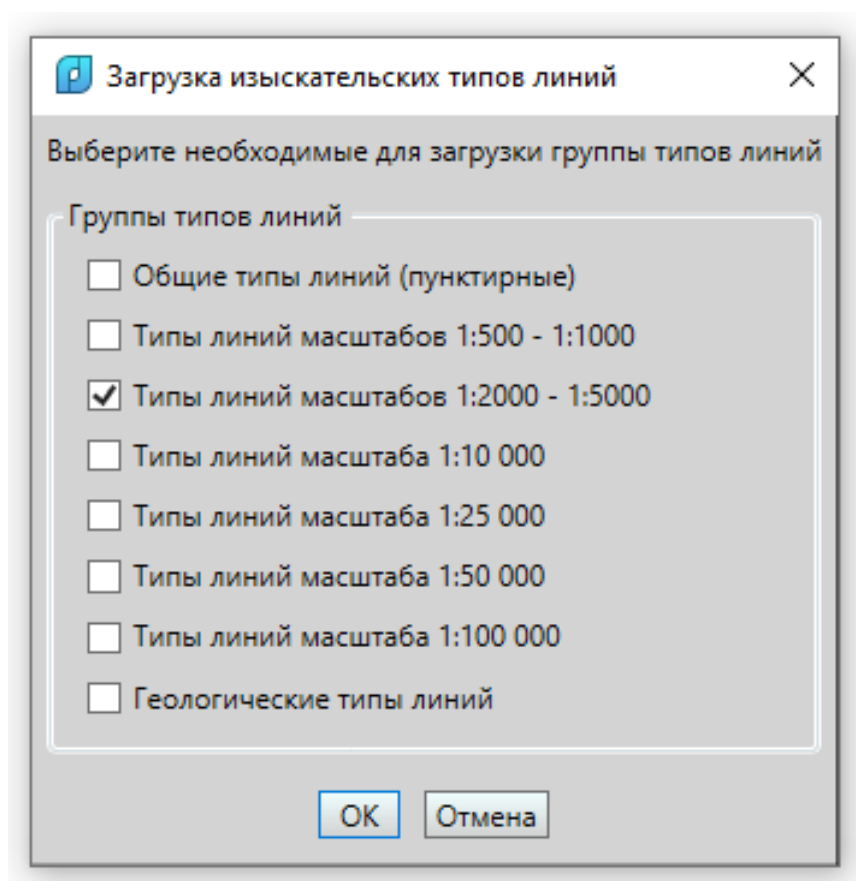 Загрузка изыскательских типов линий
Выберите необходимые для загрузки группы типов линий
Группы типов линий
Общие типы линий (пунктирные)
Типы линий масштабов 1:500 - 1:1000
Типы линий масштабов 1:2000 - 1:5000
Типы линий масштаба 1:10 000
Типы линий масштаба 1:25 000
Типы линий масштаба 1:50 000
Типы линий масштаба 1:100 000
Геологические типы линий
ОК Отмена